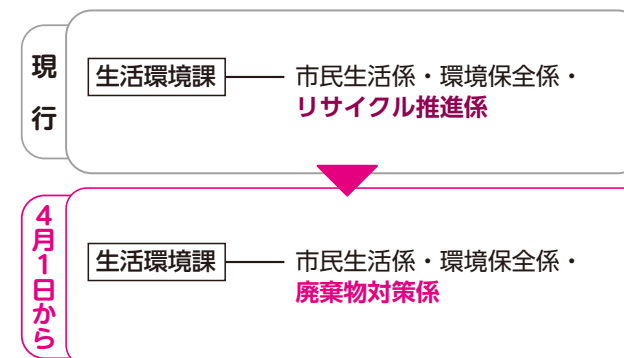 現行
生活環境課 市民生活係・環境保全係・
リサイクル推進係
4月1日から
生活環境課 市民生活係・環境保全係・
廃棄物対策係